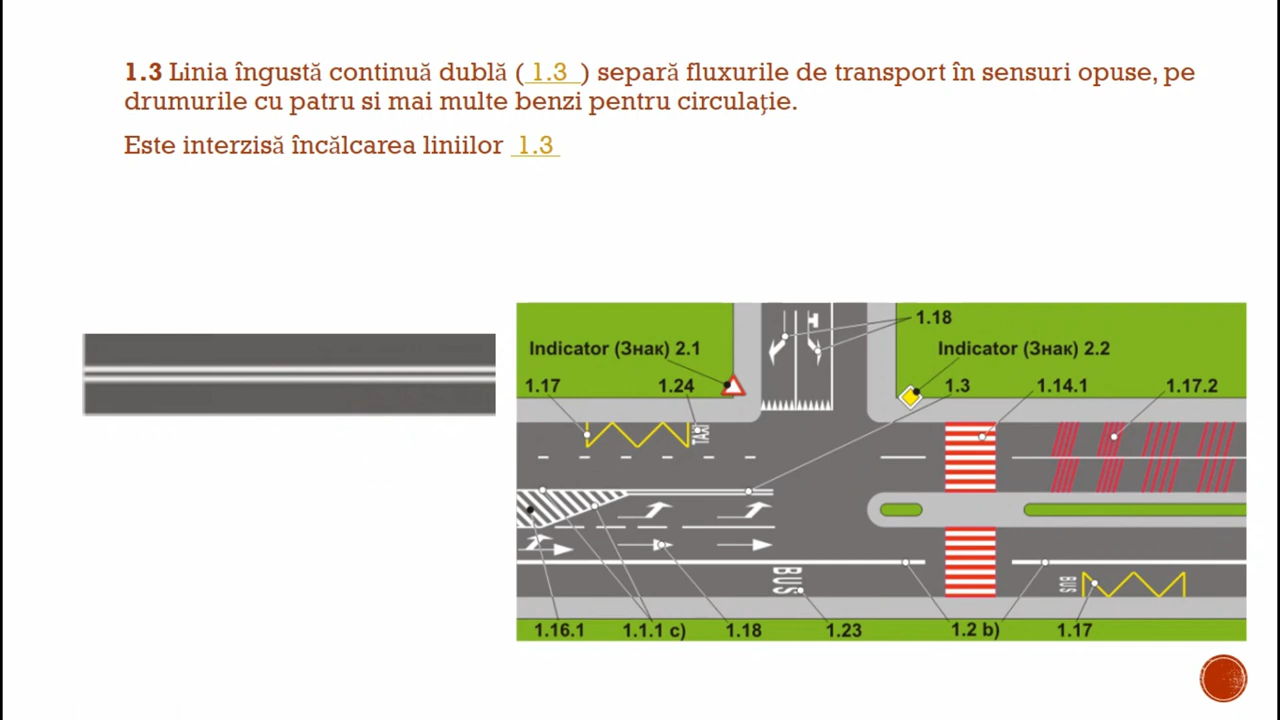 1.3 Linia îngustă continuă dublă ( 1.3 ) separă fluxurile de transport în sensuri opuse, pe
drumurile cu patru si mai multe benzi pentru circulaţie.
Este interzisă încălcarea liniilor 1.3
1.18
Indicator (Знак) 2.1
Indicator (Знак) 2.2
1.17
1.24
1.3
1.14.1
1.17.2
TAXI
BUS
BUS
1.16.1
1.1.1 c)
1.18
1.23
1.2 b)
1.17